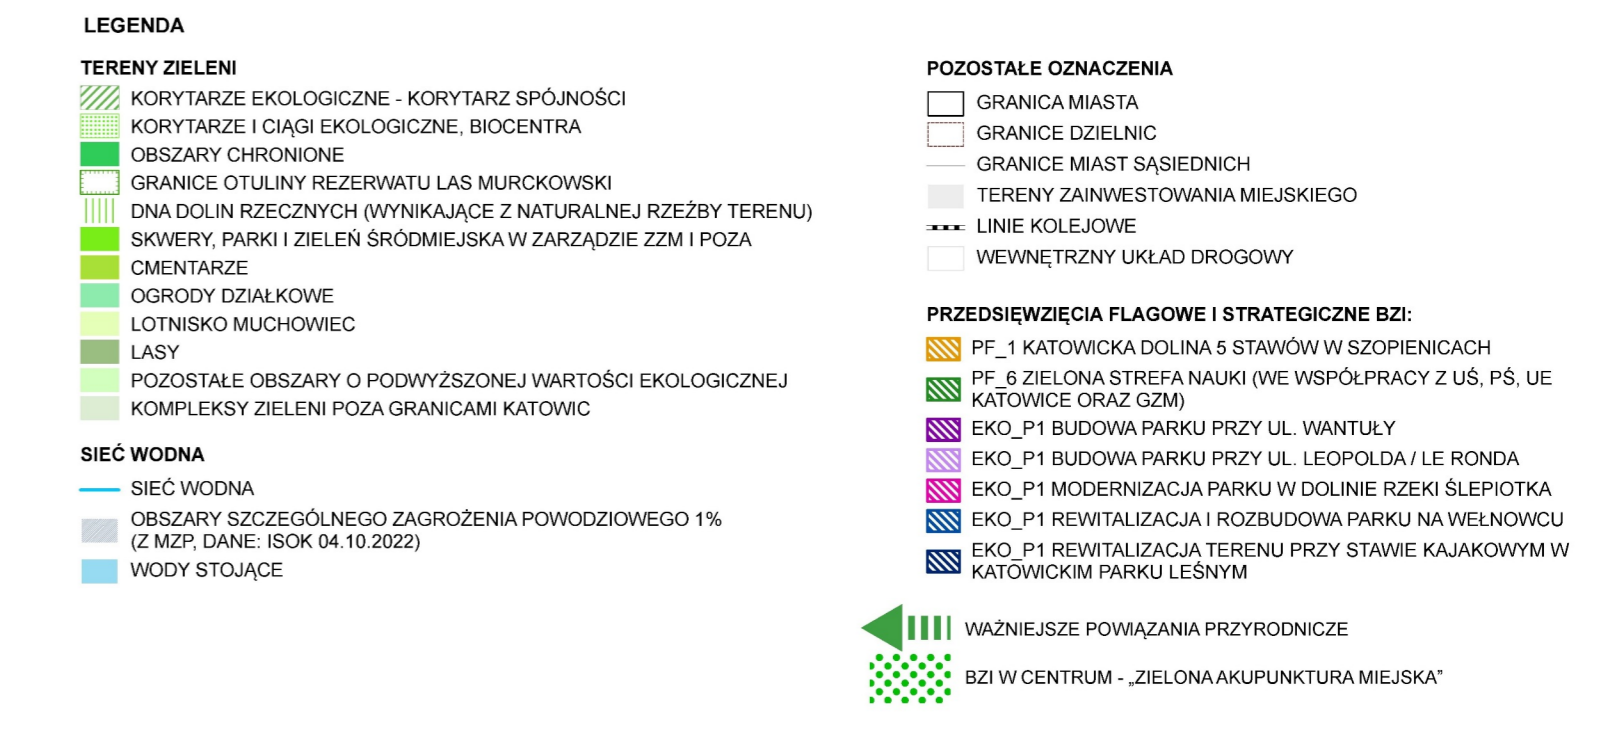 LEGENDA
TERENY ZIELENI
KORYTARZE EKOLOGICZNE - KORYTARZ SPÓJNOŚCI
KORYTARZE I CIĄGI EKOLOGICZNE, BIOCENTRA
OBSZARY CHRONIONE
GRANICE OTULINY REZERWATU LAS MURCKOWSKI
DNA DOLIN RZECZNYCH (WYNIKAJĄCE Z NATURALNEJ RZEŹBY TERENU)
SKWERY, PARKI I ZIELEŃ ŚRÓDMIEJSKA W ZARZĄDZIE ZZM I POZA
CMENTARZE
OGRODY DZIAŁKOWE
LOTNISKO MUCHOWIEC
LASY
POZOSTAŁE OBSZARY O PODWYŻSZONEJ WARTOŚCI EKOLOGICZNEJ
KOMPLEKSY ZIELENI POZA GRANICAMI KATOWIC
SIEĆ WODNA
SIEĆ WODNA
OBSZARY SZCZEGÓLNEGO ZAGROŻENIA POWODZIOWEGO 1%
(Z MZP, DANE: ISOK 04.10.2022)
WODY STOJĄCE
POZOSTAŁE OZNACZENIA
GRANICA MIASTA
GRANICE DZIELNIC
GRANICE MIAST SĄSIEDNICH
TERENY ZAINWESTOWANIA MIEJSKIEGO
LINIE KOLEJOWE
WEWNĘTRZNY UKŁAD DROGOWY
PRZEDSIĘWZIĘCIA FLAGOWE I STRATEGICZNE BZI:
PF_1 KATOWICKA DOLINA 5 STAWÓW W SZOPIENICACH
PF_6 ZIELONA STREFA NAUKI (WE WSPÓŁPRACY Z UŚ, PŚ, UE
KATOWICE ORAZ GZM)
EKO_P1 BUDOWA PARKU PRZY UL. WANTUŁY
EKO_P1 BUDOWA PARKU PRZY UL. LEOPOLDA / LE RONDA
EKO_P1 MODERNIZACJA PARKU W DOLINIE RZEKI ŚLEPIOTKA
EKO_P1 REWITALIZACJA I ROZBUDOWA PARKU NA WEŁNOWCU
EKO_P1 REWITALIZACJA TERENU PRZY STAWIE KAJAKOWYM W
KATOWICKIM PARKU LEŚNYM
WAŻNIEJSZE POWIĄZANIA PRZYRODNICZE
BZI W CENTRUM - „ZIELONA AKUPUNKTURA MIEJSKA”